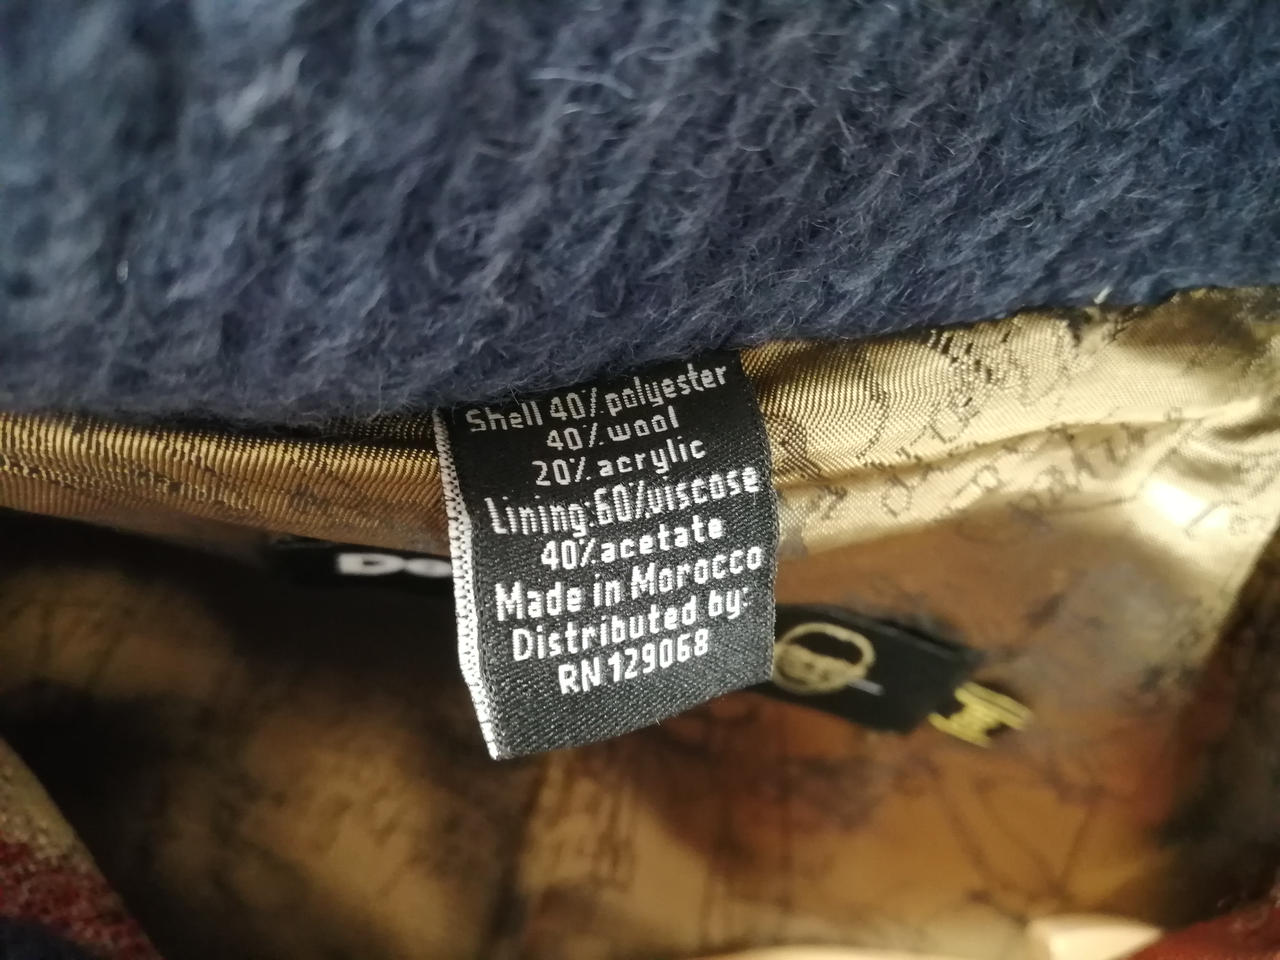 Shell 40% polyester
40% wool
20% acrylic
Lining:60%viscose
40%acetate
Made in Morocco
Distributed by:
RN 129068